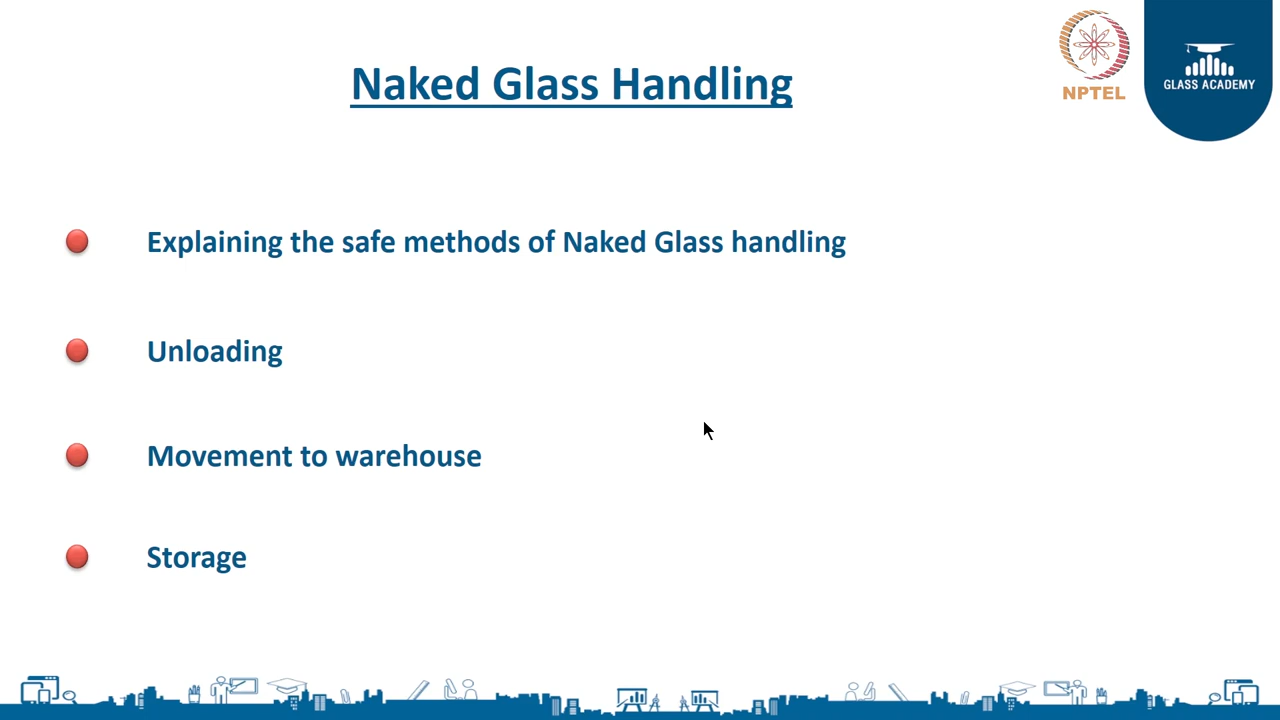 Naked Glass Handling
NPTEL
GLASS ACADEMY
Explaining the safe methods of Naked Glass handling
Unloading
Movement to warehouse
Storage